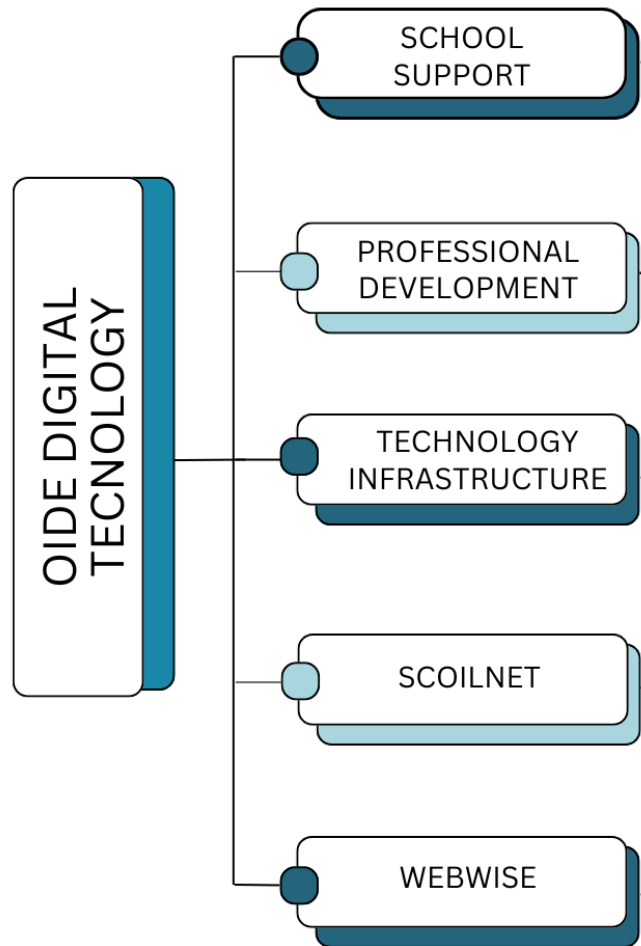 OIDE DIGITAL
TECNOLOGY
SCHOOL
SUPPORT
PROFESSIONAL
DEVELOPMENT
TECHNOLOGY
INFRASTRUCTURE
SCOILNET
WEBWISE